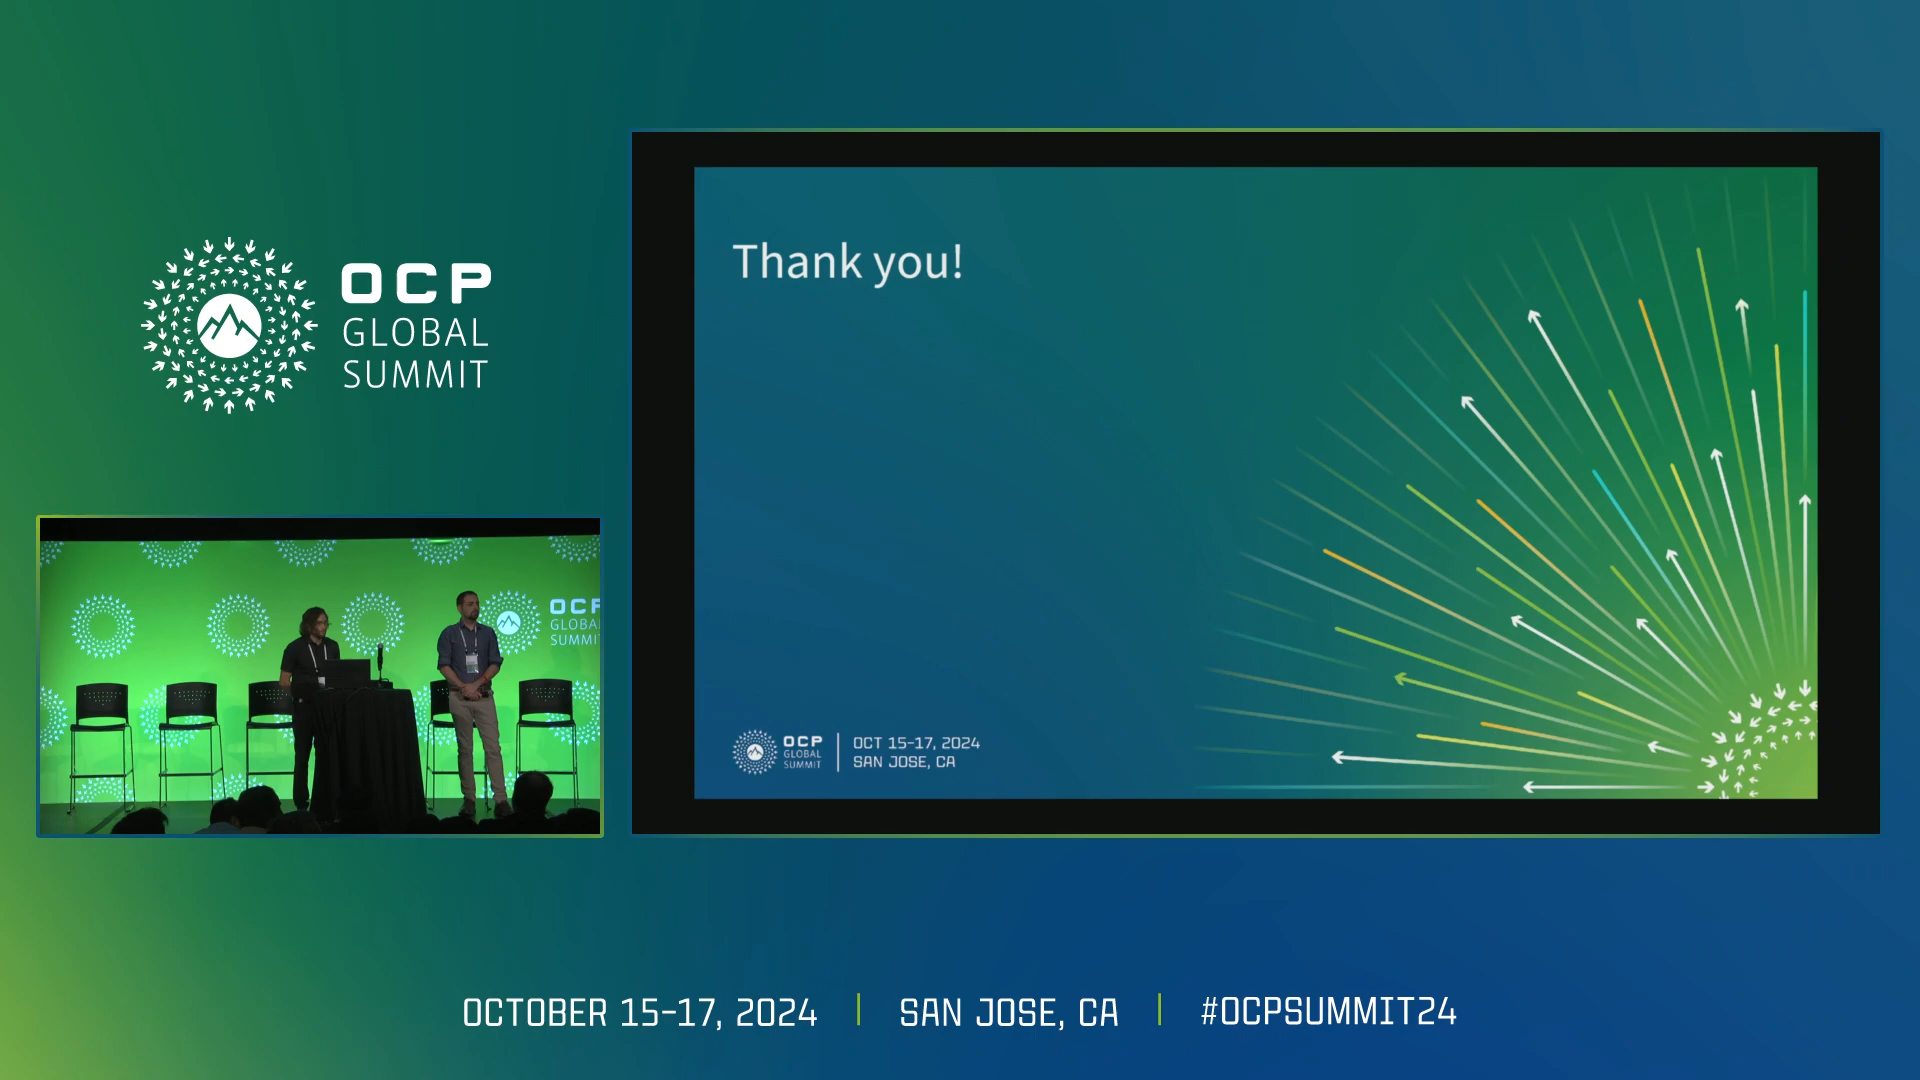 OCP
GLOBAL
SUMMIT
Thank you!
OCP
GLOBAL
SUMMIT
OCT 15-17, 2024
SAN JOSE, CA
OCP
GLOBAL
SUMMIT
OCTOBER 15-17, 2024 | SAN JOSE, CA | #OCPSUMMIT24